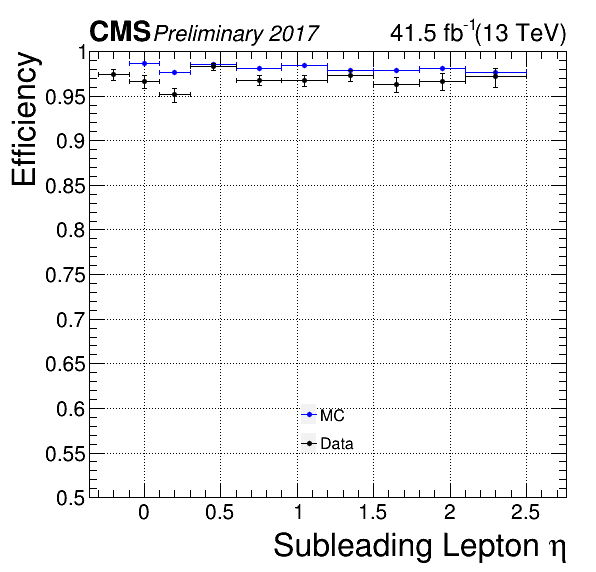 CMS Preliminary 2017 41.5 fb⁻¹(13 TeV)
Efficiency
1
0.95
0.9
0.85
0.8
0.75
0.7
0.65
0.6
0.55
0.5
MC
Data
0 0.5 1 1.5 2 2.5
Subleading Lepton η